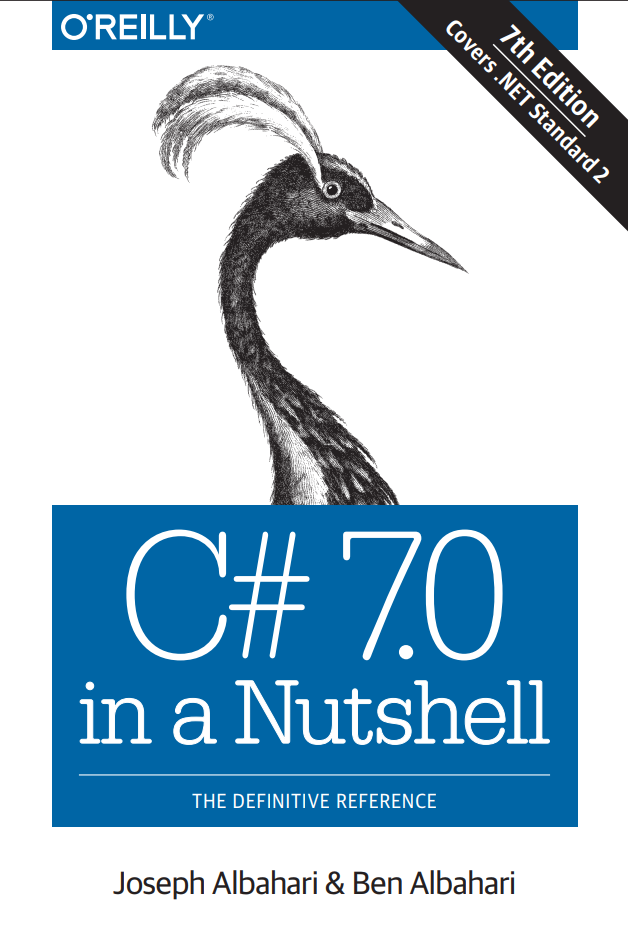 O'REILLY®
7th Edition
Covers .NET Standard 2
C# 7.0
in a Nutshell
THE DEFINITIVE REFERENCE
Joseph Albahari & Ben Albahari